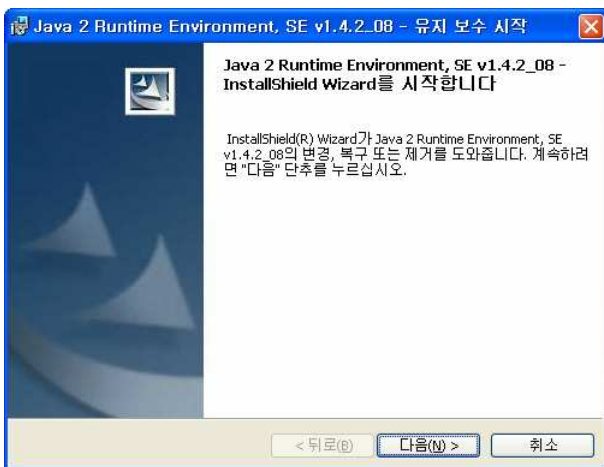 Java 2 Runtime Environment, SE v1.4.2_08 - 유지 보수 시작
Java 2 Runtime Environment, SE v1.4.2_08 -
InstallShield Wizard를 시작합니다
InstallShield(R) Wizard가 Java 2 Runtime Environment, SE
v1.4.2_08의 변경, 복구 또는 제거를 도와줍니다. 계속하려
면 "다음" 단추를 누르십시오.
< 뒤로(B) 다음(N) > 취소